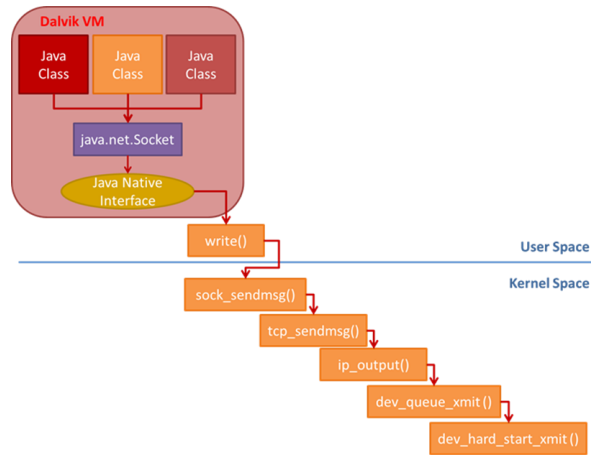 Dalvik VM
Java
Class
Java
Class
Java
Class
java.net.Socket
Java Native
Interface
write()
User Space
Kernel Space
sock_sendmsg()
tcp_sendmsg()
ip_output()
dev_queue_xmit()
dev_hard_start_xmit()